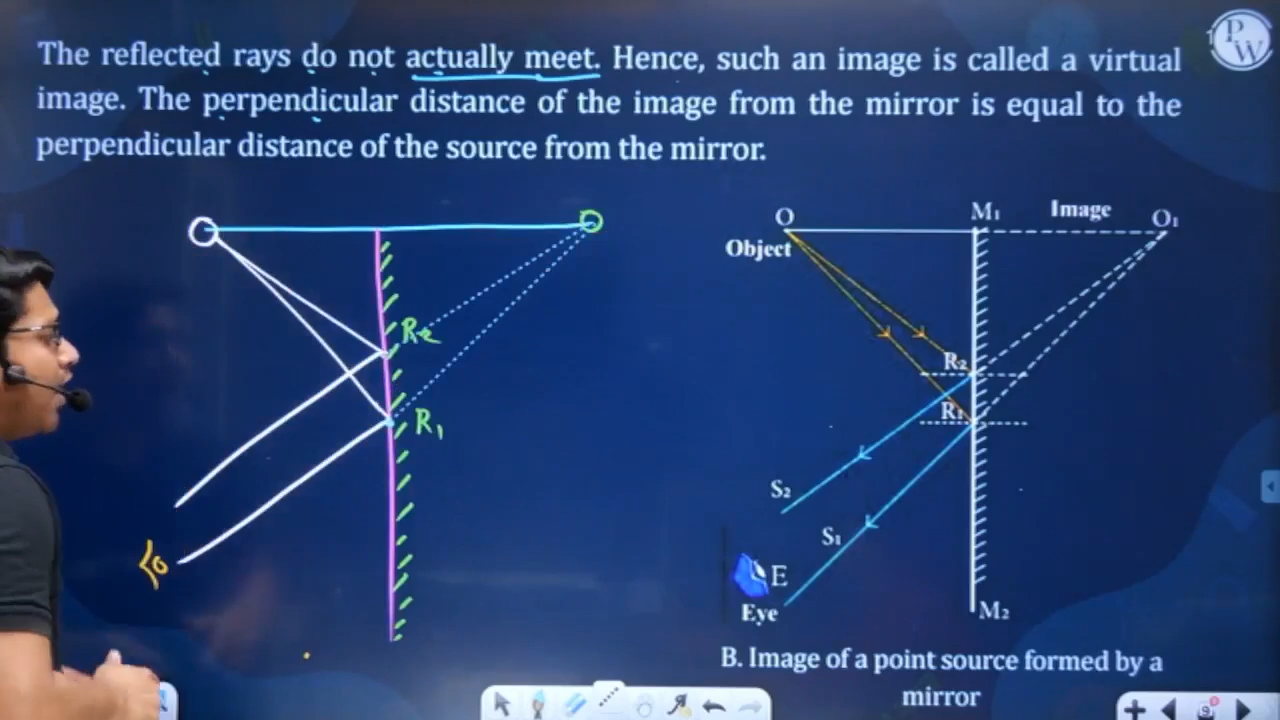 The reflected rays do not actually meet. Hence, such an image is called a virtual
image. The perpendicular distance of the image from the mirror is equal to the
perpendicular distance of the source from the mirror.
PW
R2
R1
O
Object
M1
Image
O1
R2
R1
S2
S1
E
Eye
M2
B. Image of a point source formed by a
mirror
9